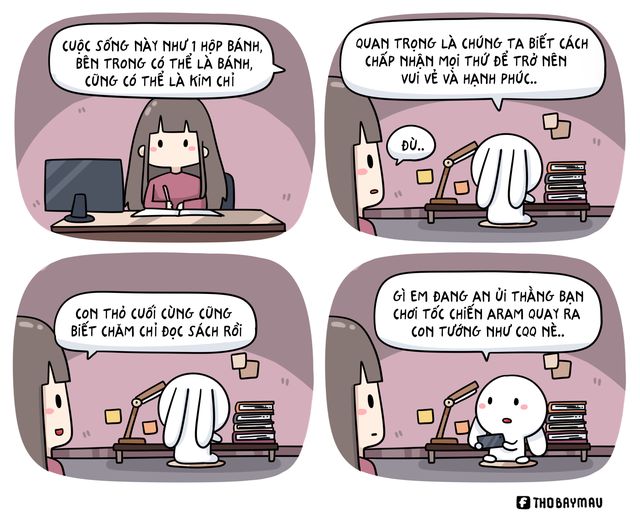 CUỘC SỐNG NÀY NHƯ 1 HỘP BÁNH,
BÊN TRONG CÓ THỂ LÀ BÁNH,
CŨNG CÓ THỂ LÀ KIM CHỈ
QUAN TRỌNG LÀ CHÚNG TA BIẾT CÁCH
CHẤP NHẬN MỌI THỨ ĐỂ TRỞ NÊN
VUI VẺ VÀ HẠNH PHÚC..
ĐÙ..
CON THỎ CUỐI CÙNG CŨNG
BIẾT CHĂM CHỈ ĐỌC SÁCH RỒI
GÌ EM ĐANG AN ỦI THẰNG BẠN
CHƠI TỐC CHIẾN ARAM QUAY RA
CON TƯỚNG NHƯ CQQ NÈ..
THOBAYMAU